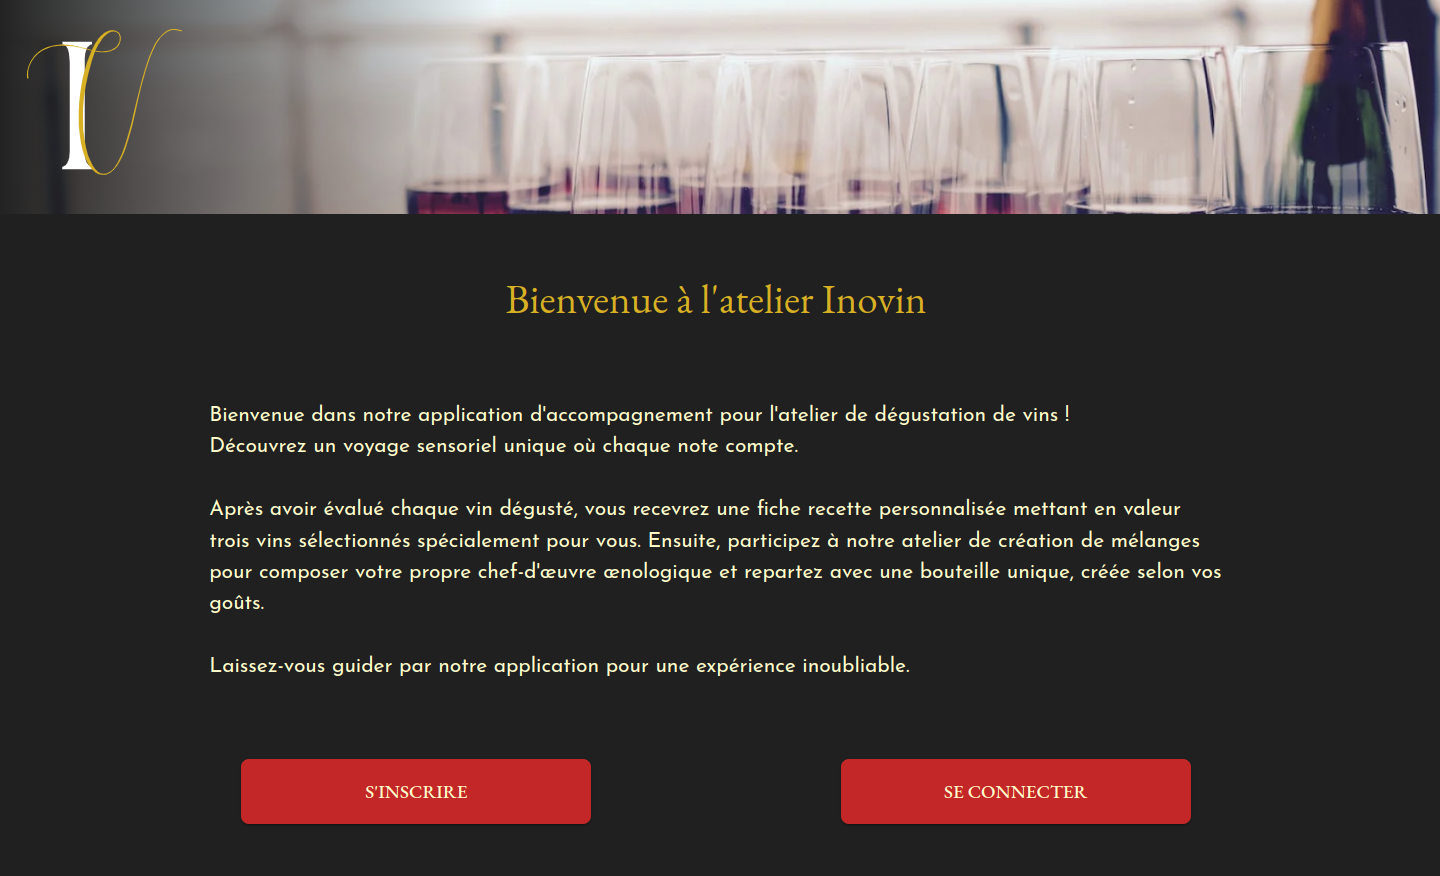 IV
Bienvenue à l'atelier Inovin
Bienvenue dans notre application d'accompagnement pour l'atelier de dégustation de vins !
Découvrez un voyage sensoriel unique où chaque note compte.
Après avoir évalué chaque vin dégusté, vous recevrez une fiche recette personnalisée mettant en valeur
trois vins sélectionnés spécialement pour vous. Ensuite, participez à notre atelier de création de mélanges
pour composer votre propre chef-d'œuvre œnologique et repartez avec une bouteille unique, créée selon vos
goûts.
Laissez-vous guider par notre application pour une expérience inoubliable.
S'INSCRIRE
SE CONNECTER